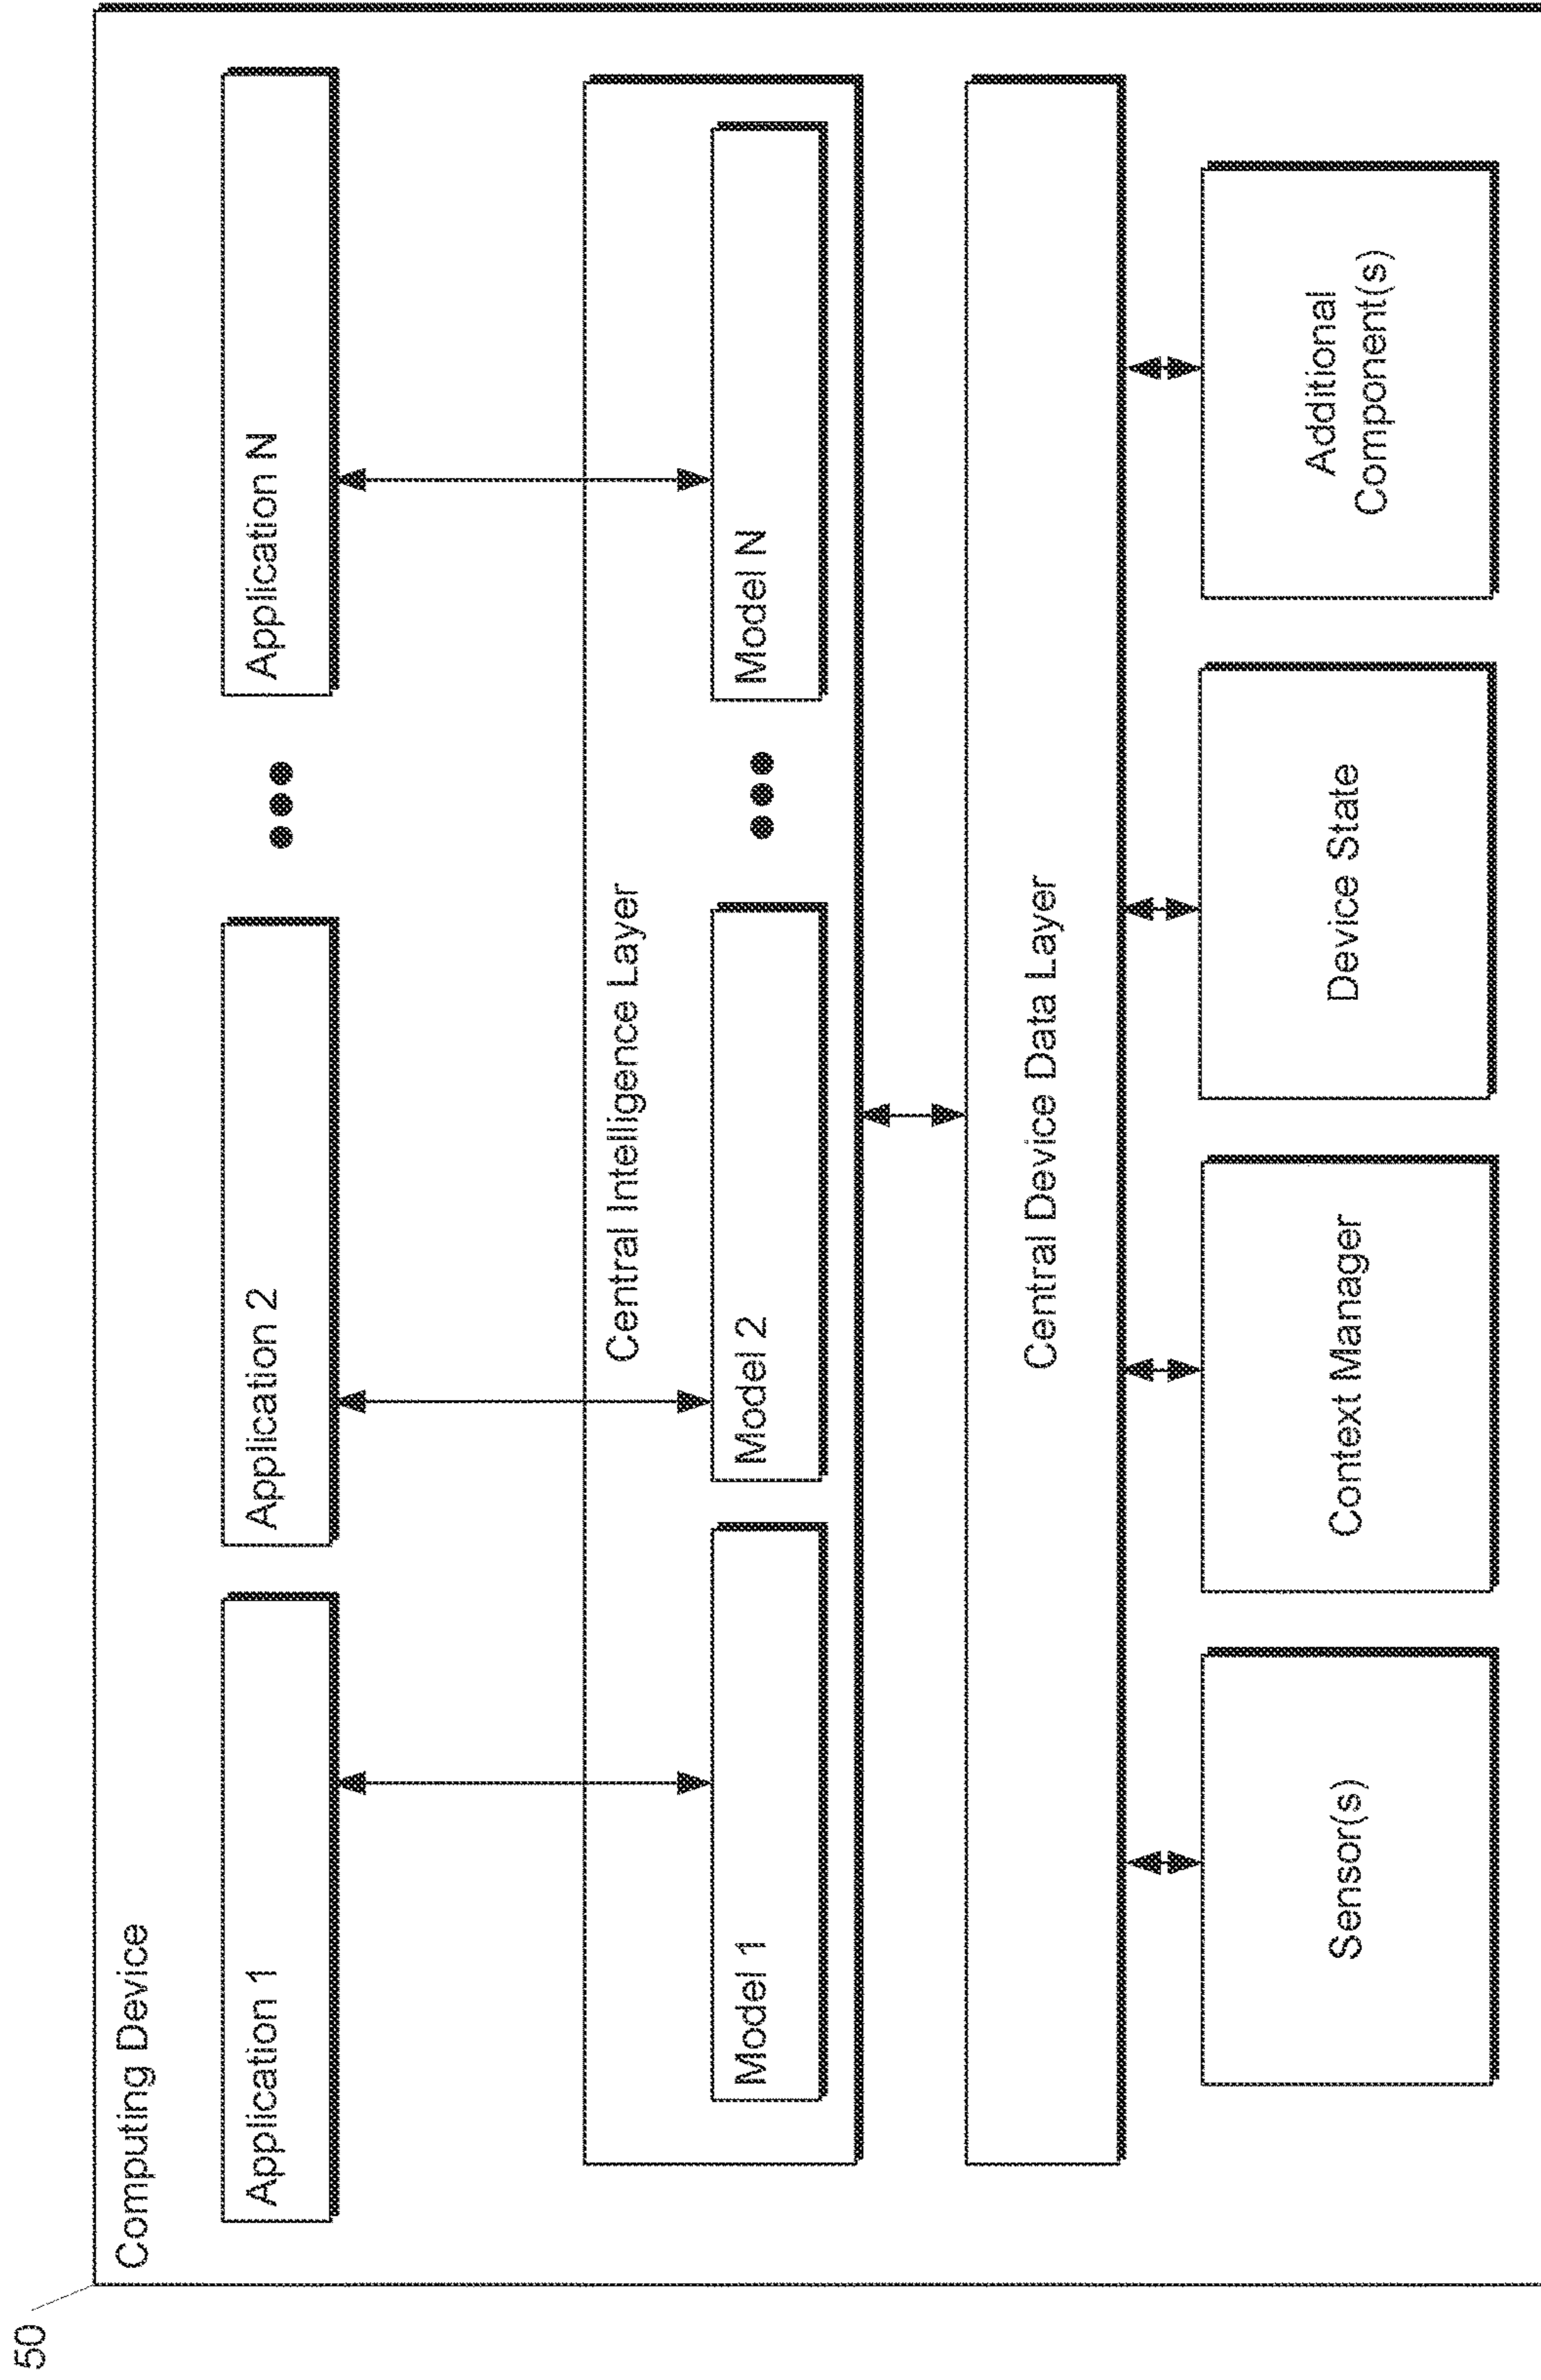 50
Computing Device
Application 1
Application 2
Application N
Central Intelligence Layer
Model 1
Model 2
Model N
Central Device Data Layer
Sensor(s)
Context Manager
Device State
Additional
Component(s)